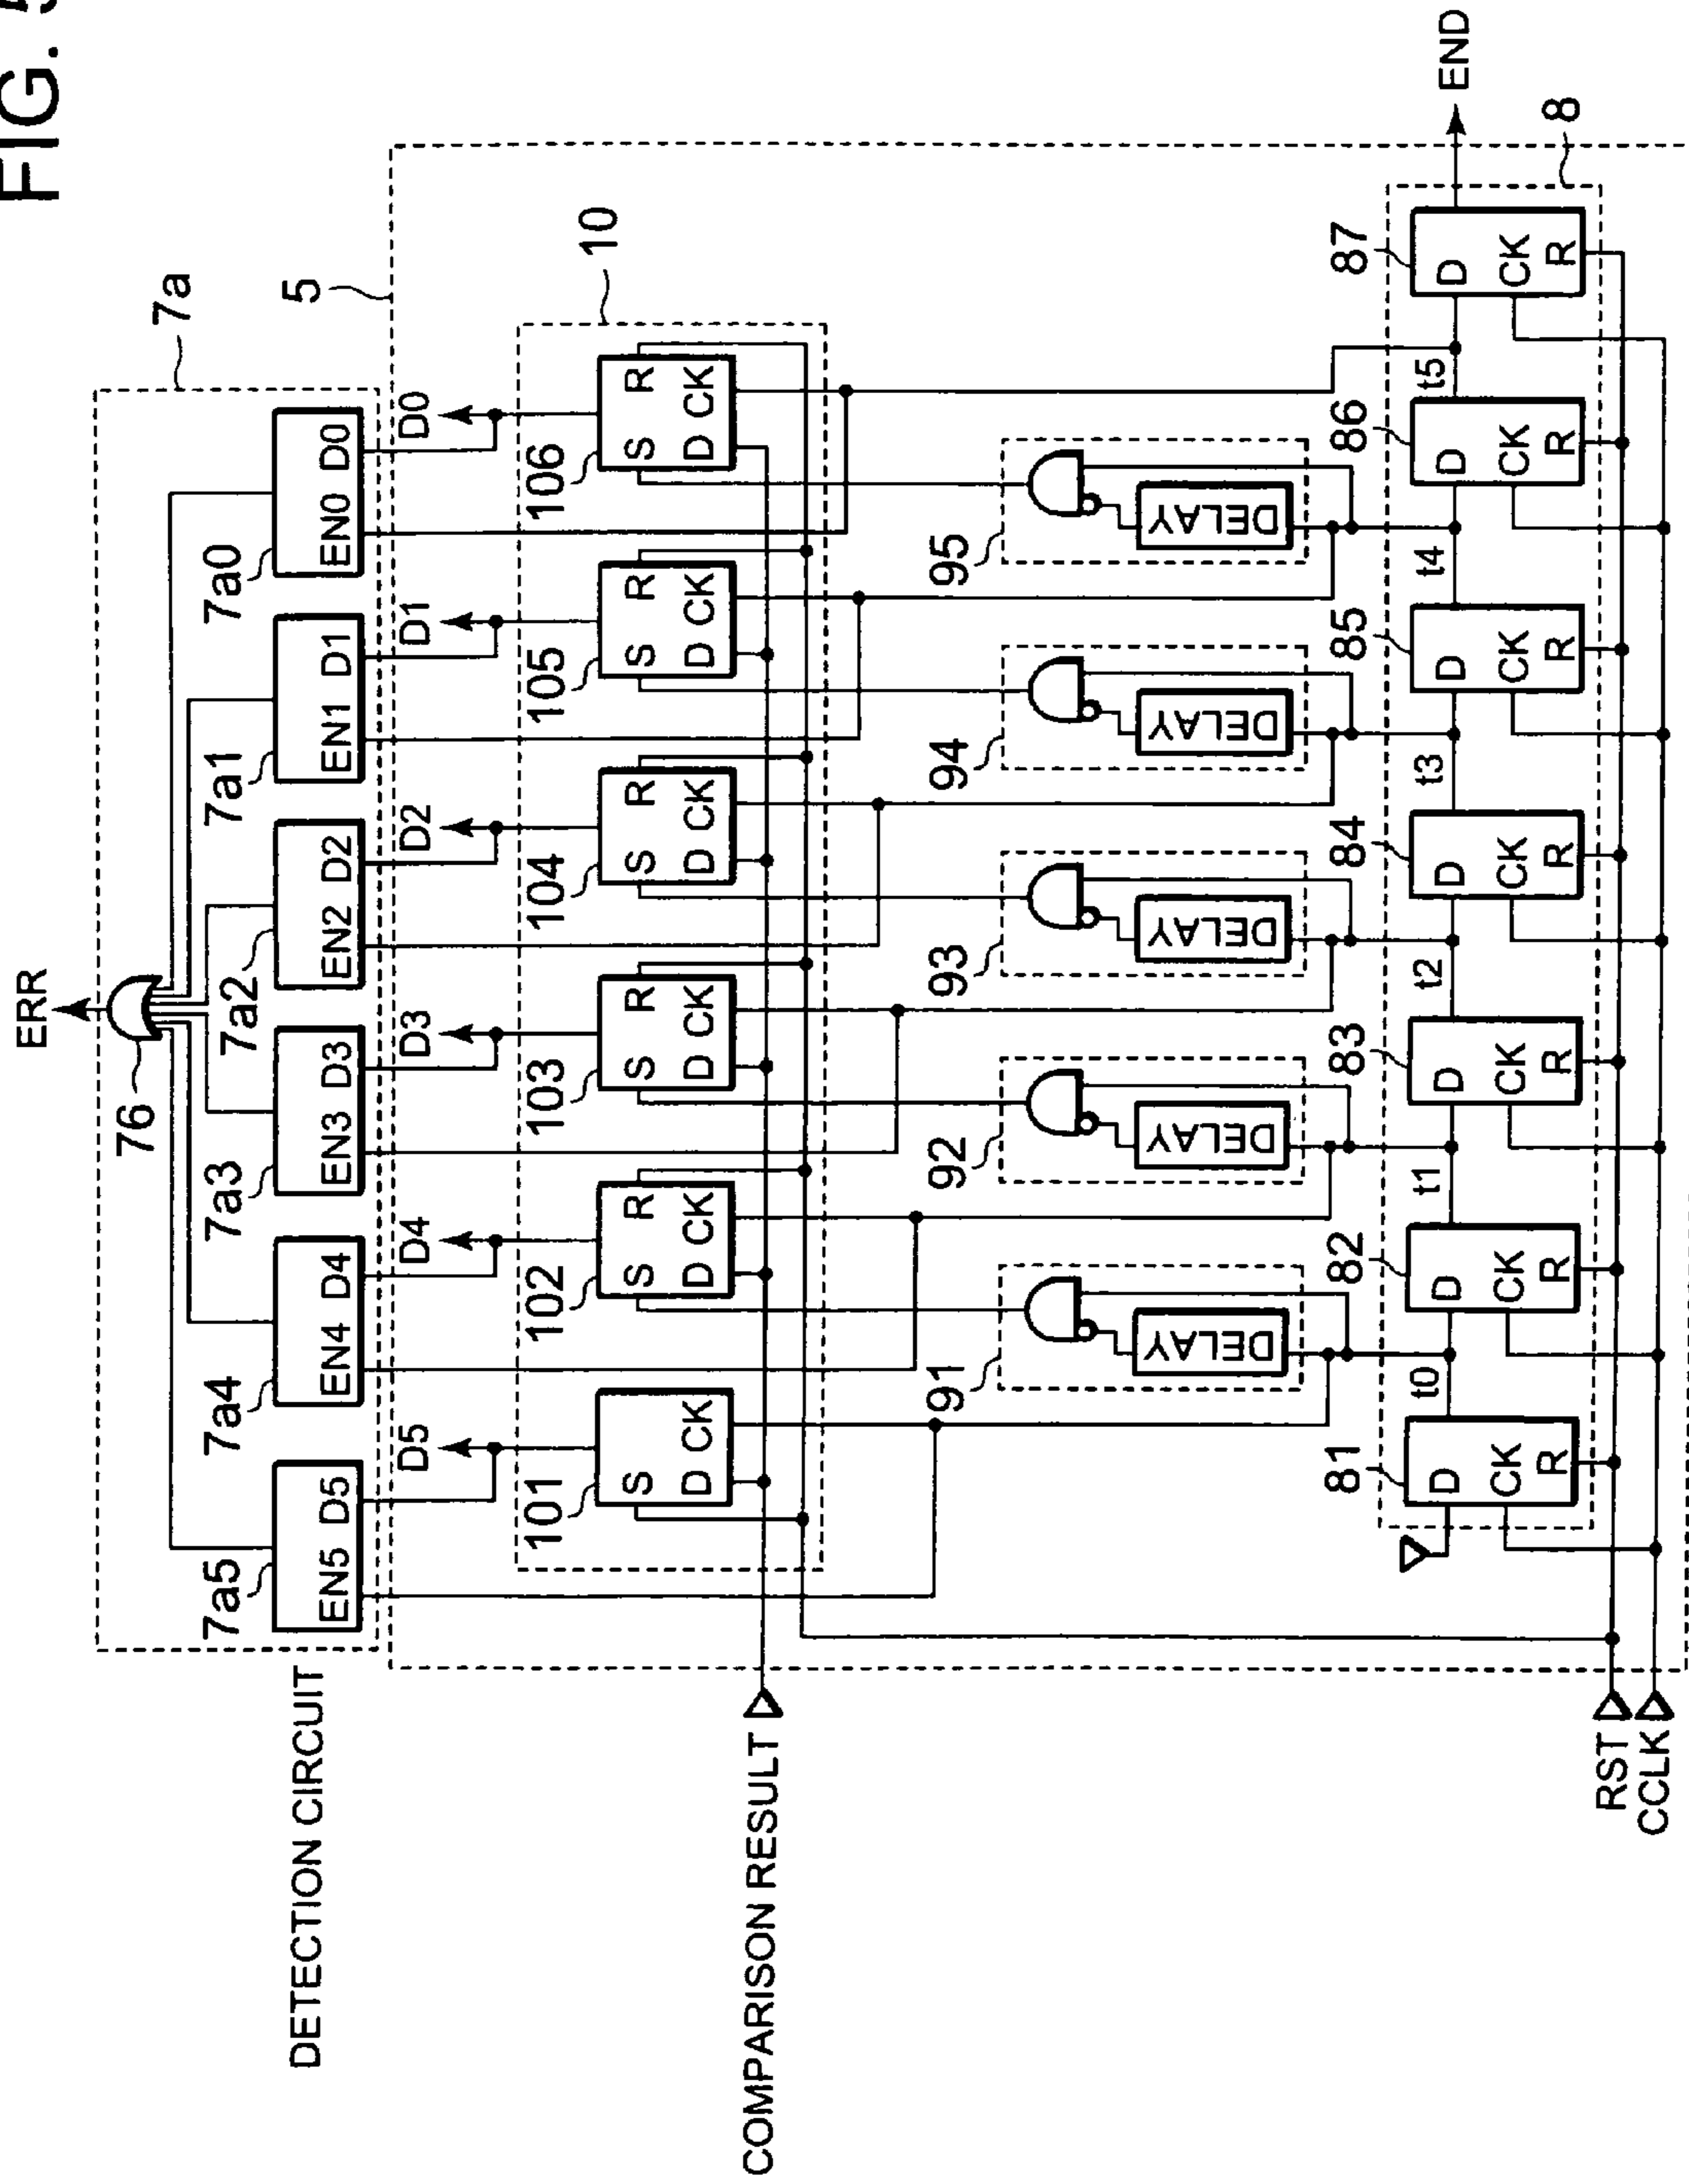 FIG. 5
ERR
76
7a
DETECTION CIRCUIT
7a5
7a4
7a3
7a2
7a1
7a0
EN5 D5
EN4 D4
EN3 D3
EN2 D2
EN1 D1
EN0 D0
5
D5
D4
D3
D2
D1
D0
10
101
102
103
104
105
106
S
D CK
S R
D CK
S R
D CK
S R
D CK
S R
D CK
S R
D CK
COMPARISON RESULT
91
92
93
94
95
DELAY
DELAY
DELAY
DELAY
DELAY
81
82
83
84
85
86
87
8
D
CK
R
D
CK
R
D
CK
R
D
CK
R
D
CK
R
D
CK
R
D
CK
R
t0
t1
t2
t3
t4
t5
END
RST
CCLK